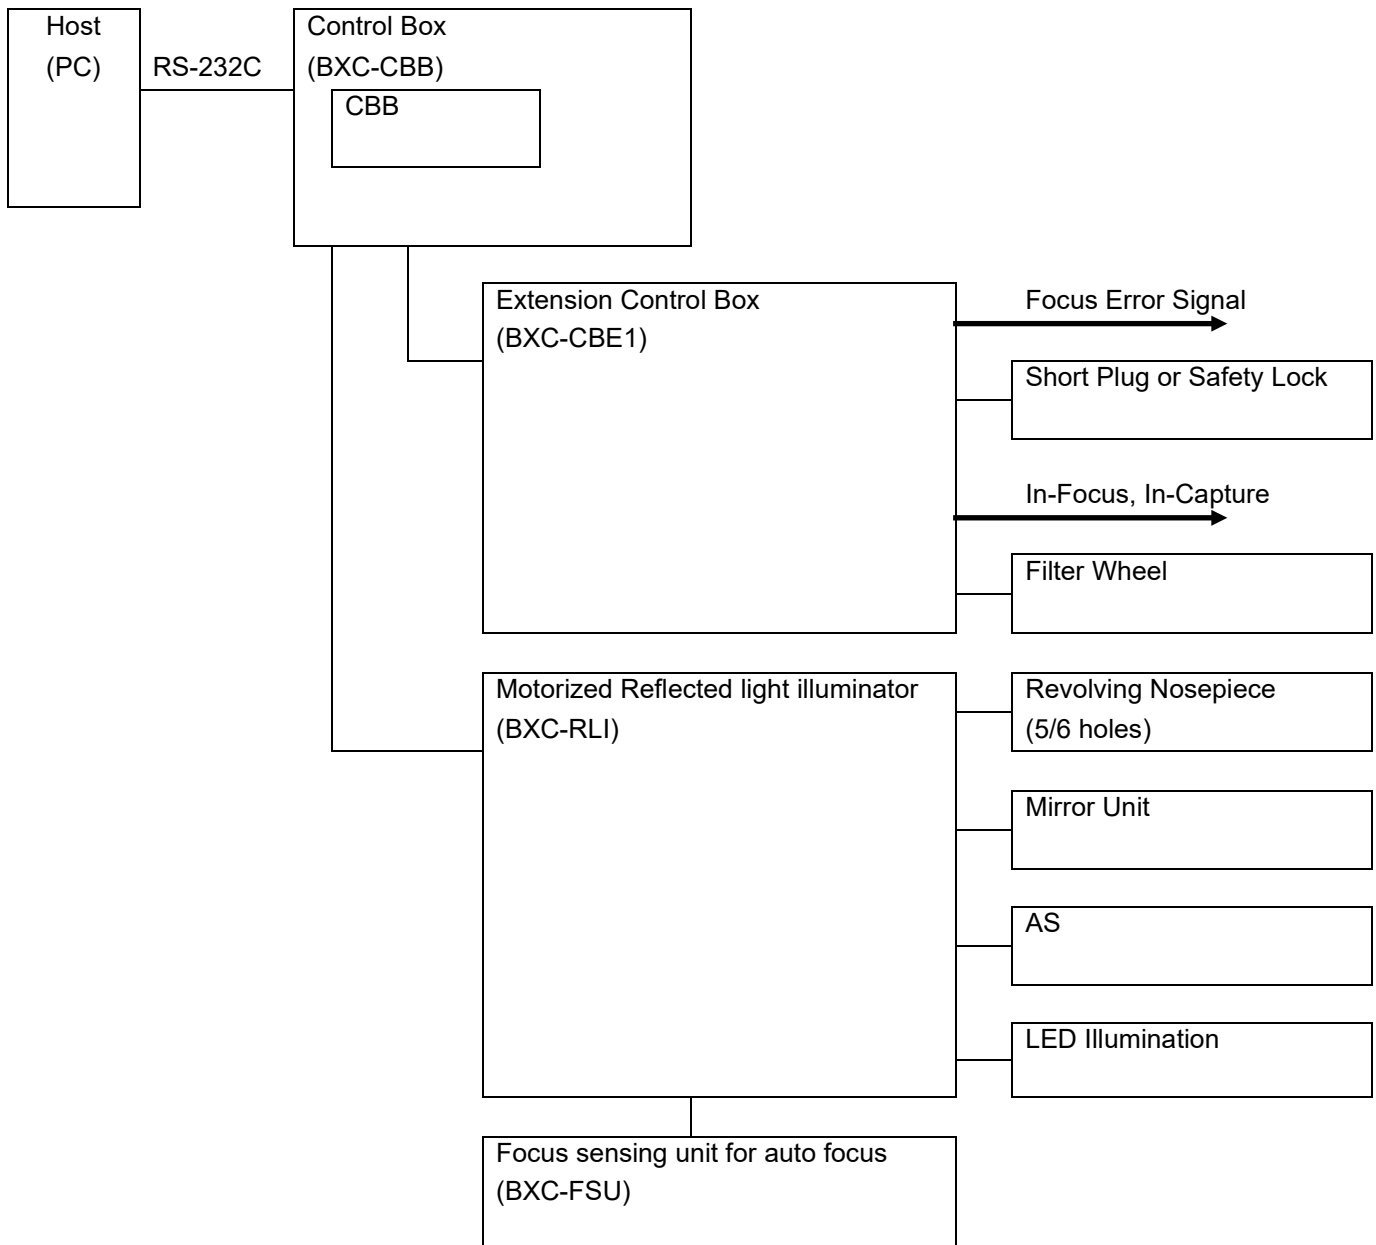 Host
(PC)
RS-232C
Control Box
(BXC-CBB)
CBB
Extension Control Box
(BXC-CBE1)
Focus Error Signal
Short Plug or Safety Lock
In-Focus, In-Capture
Filter Wheel
Motorized Reflected light illuminator
(BXC-RLI)
Revolving Nosepiece
(5/6 holes)
Mirror Unit
AS
LED Illumination
Focus sensing unit for auto focus
(BXC-FSU)